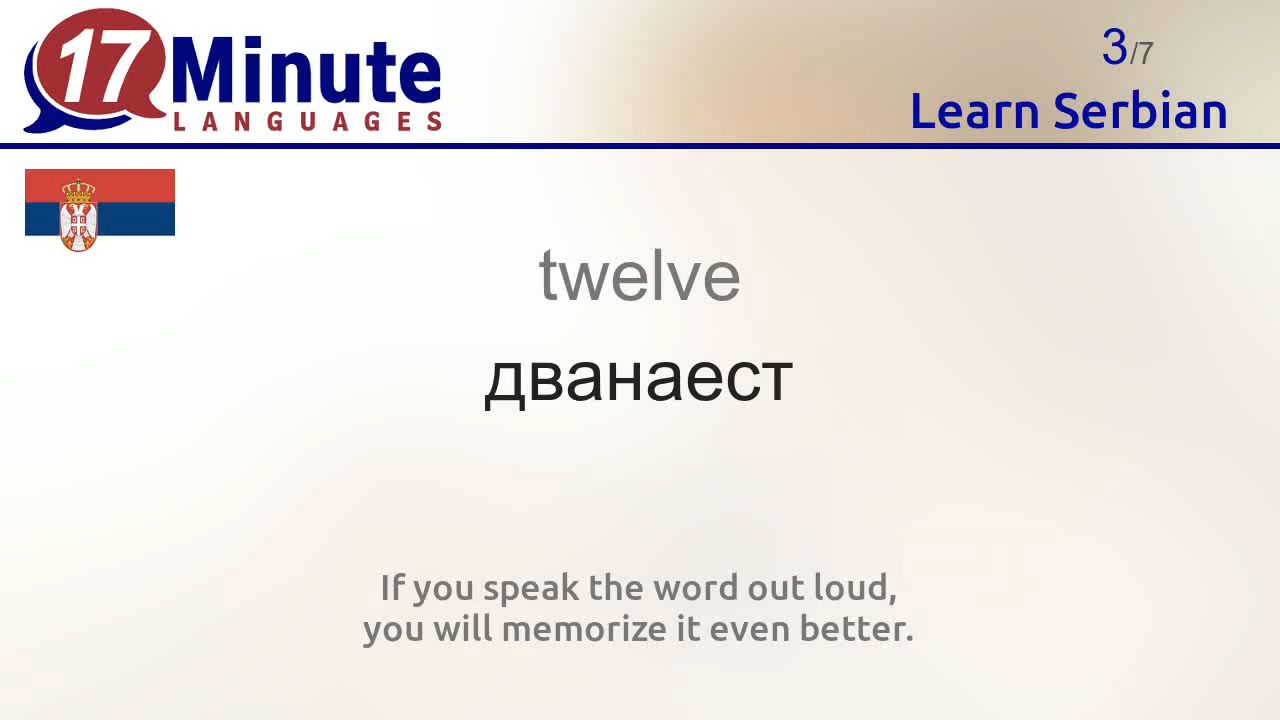 17 Minute
LANGUAGES
3/7
Learn Serbian
twelve
дванаест
If you speak the word out loud,
you will memorize it even better.